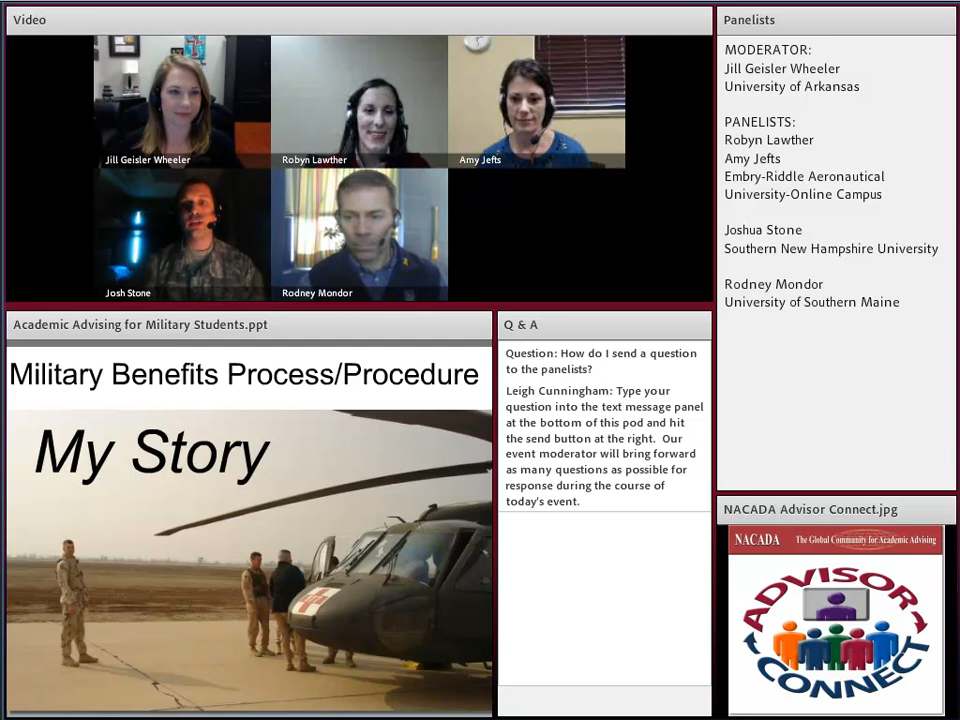 Video
Jill Geisler Wheeler
Robyn Lawther
Amy Jefts
Josh Stone
Rodney Mondor
Panelists
MODERATOR:
Jill Geisler Wheeler
University of Arkansas
PANELISTS:
Robyn Lawther
Amy Jefts
Embry-Riddle Aeronautical
University-Online Campus
Joshua Stone
Southern New Hampshire University
Rodney Mondor
University of Southern Maine
Academic Advising for Military Students.ppt
Military Benefits Process/Procedure
My Story
Q & A
Question: How do I send a question
to the panelists?
Leigh Cunningham: Type your
question into the text message panel
at the bottom of this pod and hit
the send button at the right.  Our
event moderator will bring forward
as many questions as possible for
response during the course of
today's event.
NACADA Advisor Connect.jpg
NACADA The Global Community for Academic Advising
ADVISOR
CONNECT